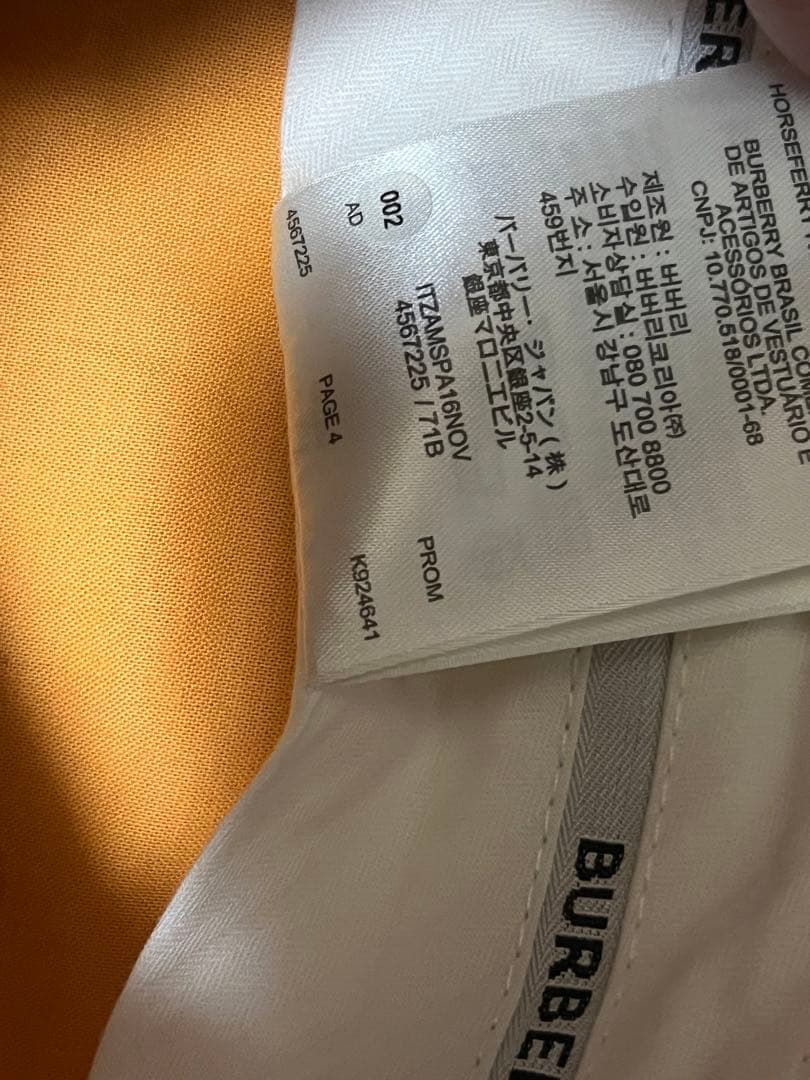 HORSEFERRY
BURBERRY BRASIL
DE ARTIGOS DE VESTUÁRIO E
ACESSÓRIOS LTDA.
CNPJ: 10.770.518/0001-68
제조원 : 버버리
수입원 : 버버리코리아(주)
소비자상담실 : 080 700 8800
주 소 : 서울시 강남구 도산대로
459번지
バーバリー・ジャパン(株)
東京都中央区銀座2-5-14
銀座マロニエビル
ITZAMSPA16NOV
4567225 / 71B
PROM
002
AD
PAGE 4
K924641
4567225
BURBE
ER